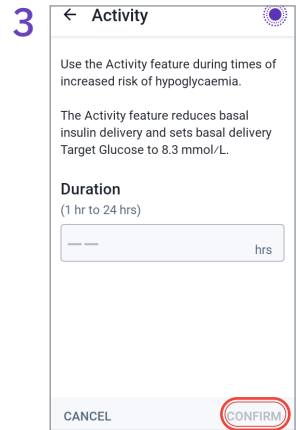 3
Activity
Use the Activity feature during times of
increased risk of hypoglycaemia.
The Activity feature reduces basal
insulin delivery and sets basal delivery
Target Glucose to 8.3 mmol/L.
Duration
(1 hr to 24 hrs)
—— hrs
CANCEL CONFIRM